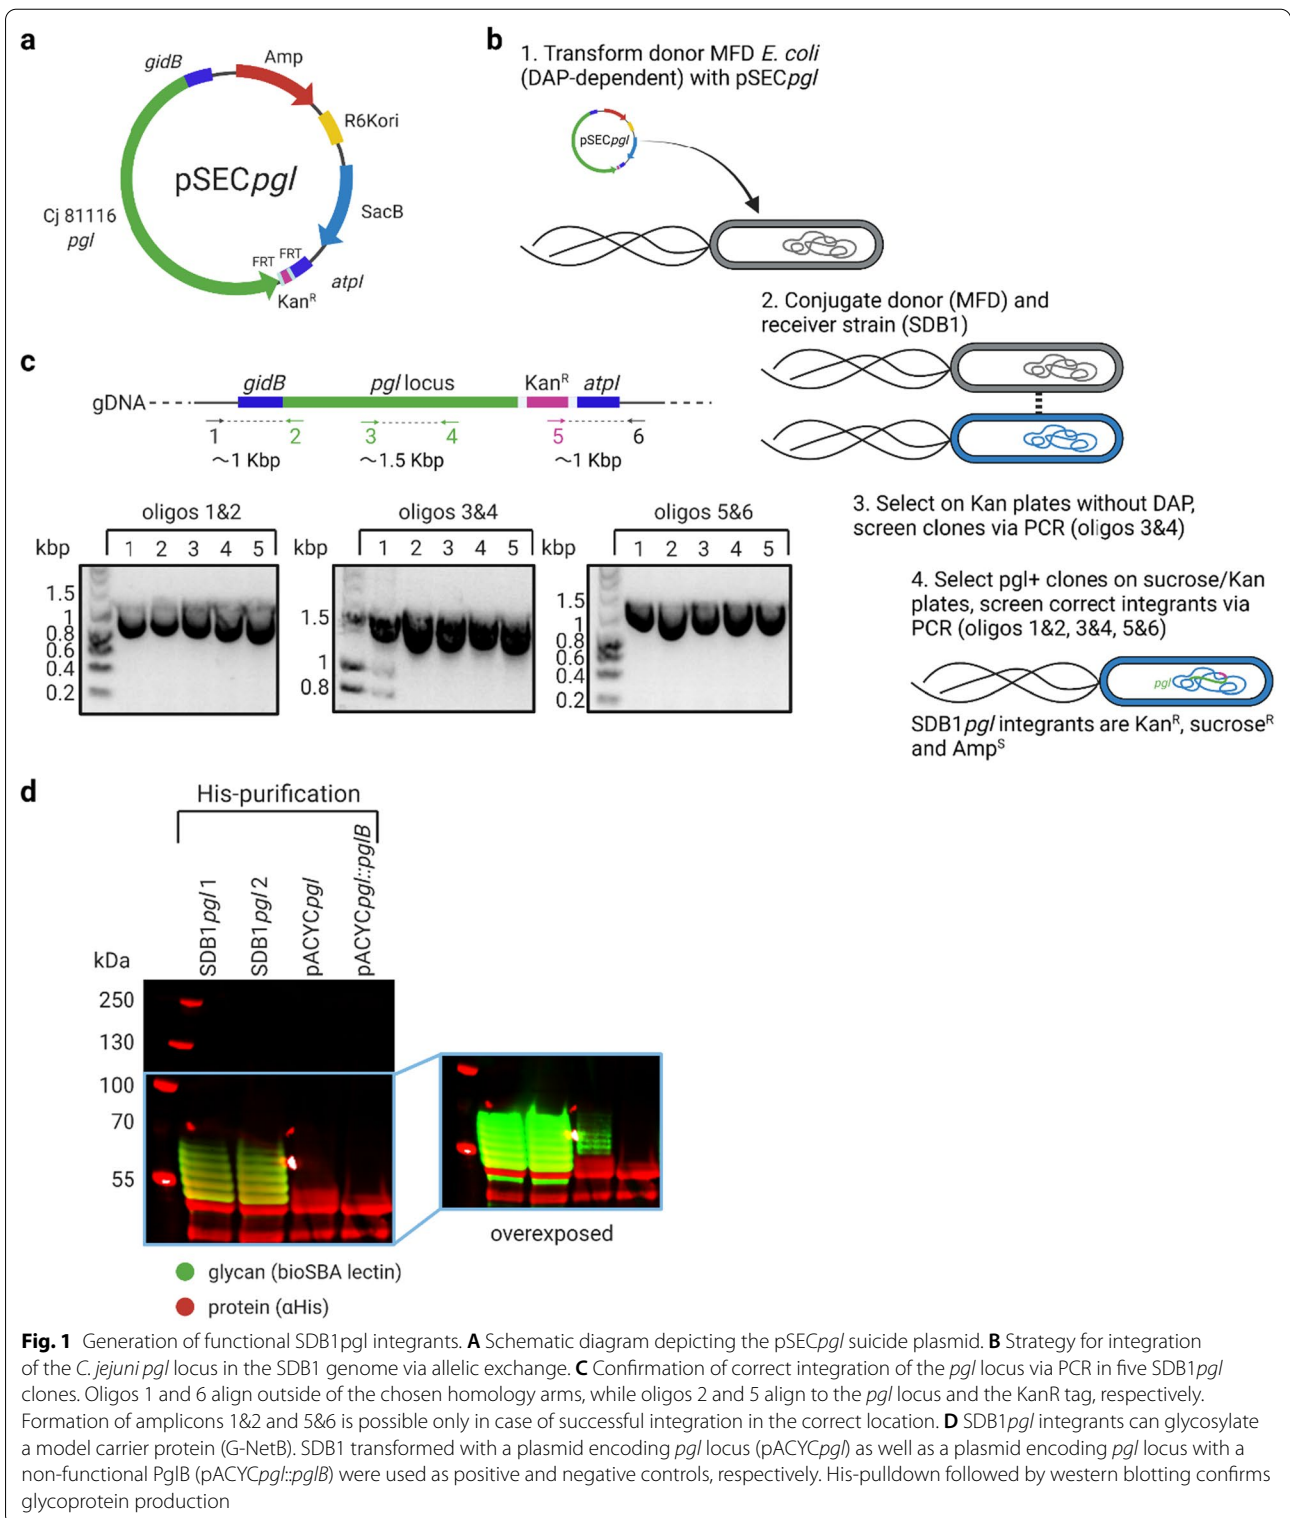 a
gidB
Amp
R6Kori
pSECpgl
SacB
Cj 81116
pgl
FRT
FRT
atpI
KanR
b
1. Transform donor MFD E. coli
(DAP-dependent) with pSECpgl
pSECpgl
2. Conjugate donor (MFD) and
receiver strain (SDB1)
3. Select on Kan plates without DAP,
screen clones via PCR (oligos 3&4)
4. Select pgl+ clones on sucrose/Kan
plates, screen correct integrants via
PCR (oligos 1&2, 3&4, 5&6)
pgl
SDB1pgl integrants are KanR, sucroseR
and AmpS
c
gidB pgl locus KanR atpI
gDNA
1 2 3 4 5 6
~1 Kbp ~1.5 Kbp ~1 Kbp
oligos 1&2
kbp 1 2 3 4 5
1.5
1
0.8
0.6
0.4
0.2
oligos 3&4
kbp 1 2 3 4 5
1.5
1
0.8
oligos 5&6
kbp 1 2 3 4 5
1.5
1
0.8
0.6
0.4
0.2
d
His-purification
SDB1pgl 1
SDB1pgl 2
pACYCpgl
pACYCpgl::pglB
kDa
250
130
100
70
55
overexposed
glycan (bioSBA lectin)
protein (αHis)
Fig. 1 Generation of functional SDB1pgl integrants. A Schematic diagram depicting the pSECpgl suicide plasmid. B Strategy for integration
of the C. jejuni pgl locus in the SDB1 genome via allelic exchange. C Confirmation of correct integration of the pgl locus via PCR in five SDB1pgl
clones. Oligos 1 and 6 align outside of the chosen homology arms, while oligos 2 and 5 align to the pgl locus and the KanR tag, respectively.
Formation of amplicons 1&2 and 5&6 is possible only in case of successful integration in the correct location. D SDB1pgl integrants can glycosylate
a model carrier protein (G-NetB). SDB1 transformed with a plasmid encoding pgl locus (pACYCpgl) as well as a plasmid encoding pgl locus with a
non-functional PglB (pACYCpgl::pglB) were used as positive and negative controls, respectively. His-pulldown followed by western blotting confirms
glycoprotein production